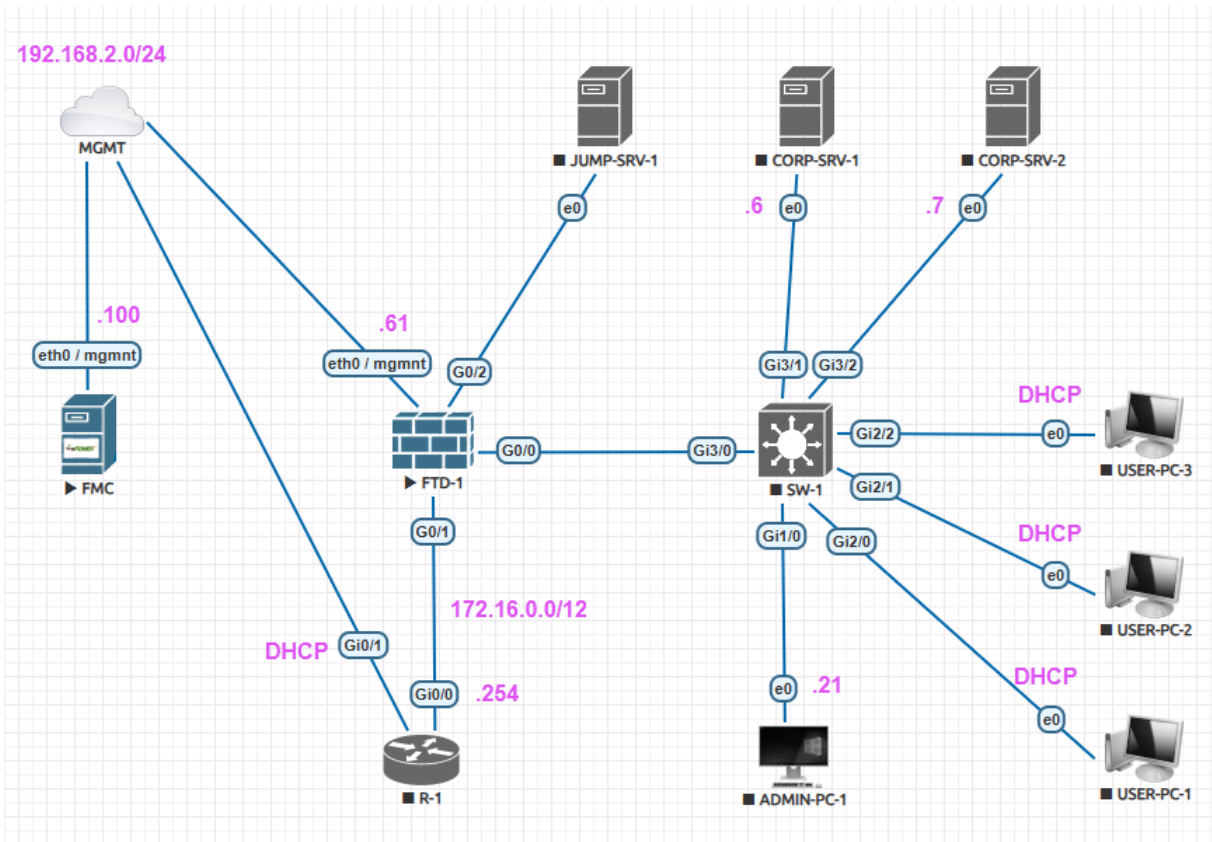 192.168.2.0/24
MGMT
■ JUMP-SRV-1
■ CORP-SRV-1
■ CORP-SRV-2
e0
.6
e0
.7
e0
.100
.61
eth0 / mgmnt
eth0 / mgmnt
G0/2
Gi3/1
Gi3/2
DHCP
G0/0
Gi3/0
Gi2/2
e0
■ USER-PC-3
▶ FMC
▶ FTD-1
■ SW-1
Gi2/1
G0/1
Gi1/0
Gi2/0
DHCP
e0
172.16.0.0/12
■ USER-PC-2
DHCP
Gi0/1
Gi0/0
.254
e0
.21
DHCP
e0
■ R-1
■ ADMIN-PC-1
■ USER-PC-1